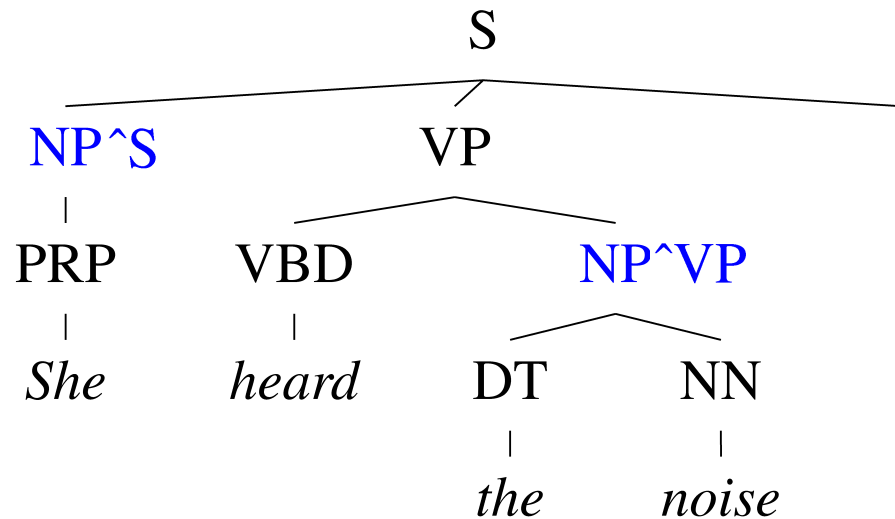 S
NP^S VP
PRP VBD NP^VP
She heard DT NN
the noise